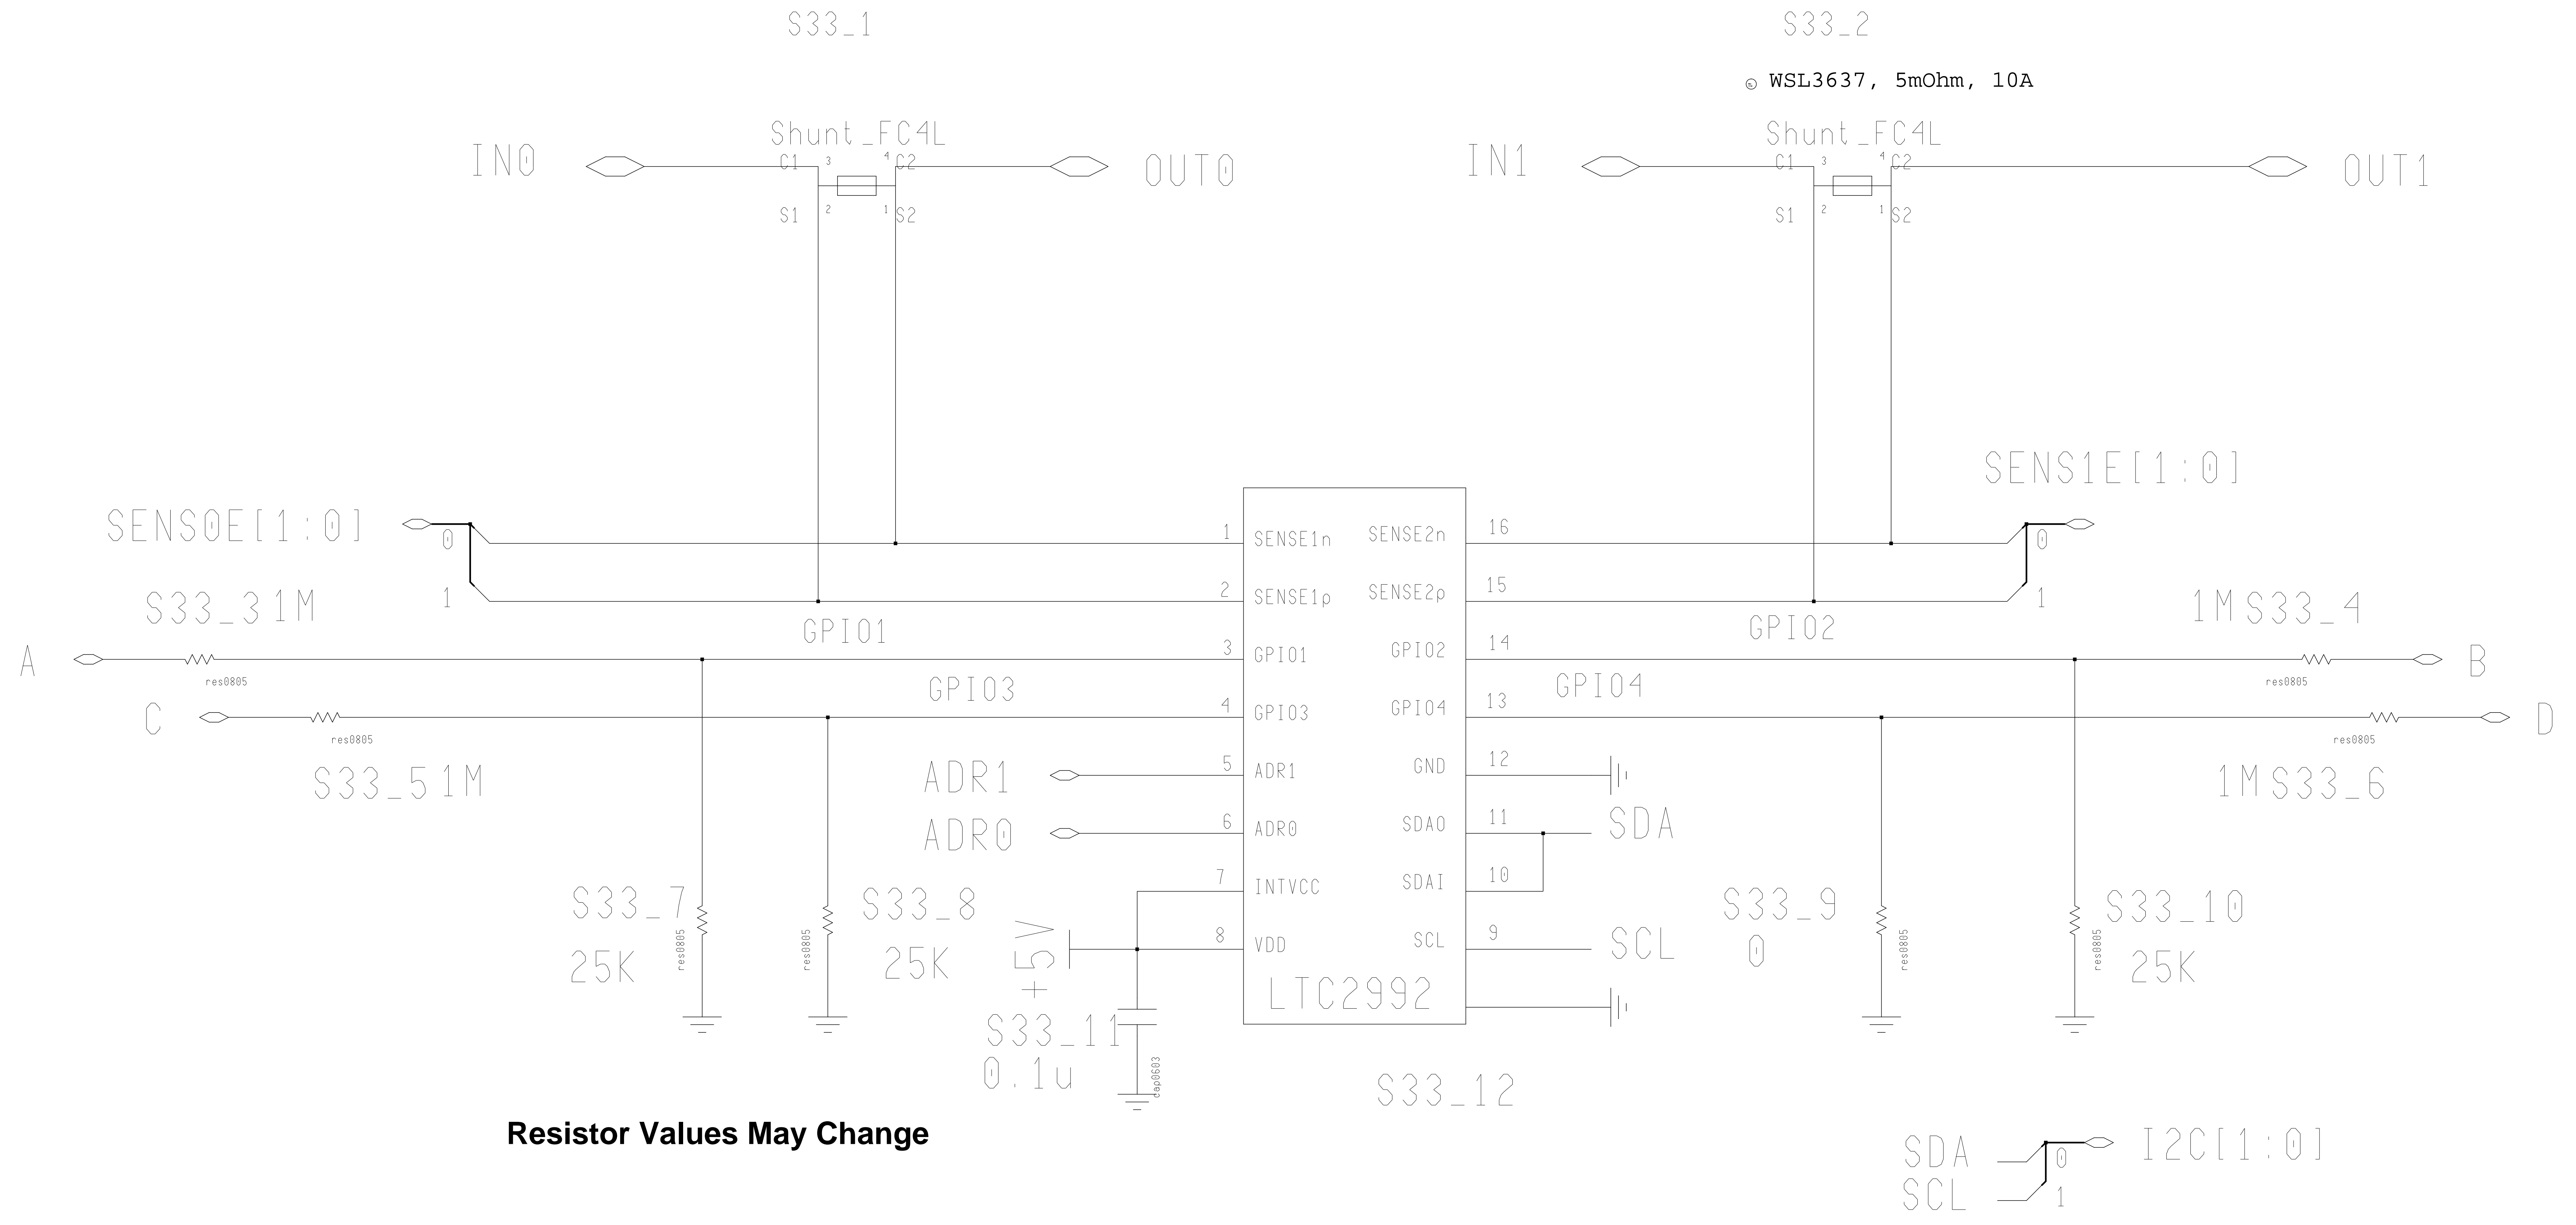 S33_1 S33_2
WSL3637, 5mOhm, 10A
Shunt_FC4L Shunt_FC4L
IN0 C1 3 4 C2 OUT0 IN1 C1 3 4 C2 OUT1
S1 2 1 S2 S1 2 1 S2
SENS1E[1:0]
SENS0E[1:0] 0 1 SENSE1n SENSE2n 16 0
1 2 SENSE1p SENSE2p 15 1
S33_3 1M GPIO1 GPIO2 1M S33_4
A 3 GPIO1 GPIO2 14 B
res0805 GPIO3 GPIO4 res0805
C 4 GPIO3 GPIO4 13 D
res0805 res0805
S33_5 1M ADR1 5 ADR1 GND 12 1M S33_6
ADR0 6 ADR0 SDAO 11 SDA
7 INTVCC SDAI 10
S33_7 S33_8 S33_9 S33_10
res0805 res0805 res0805 res0805
25K 25K +5V 8 VDD SCL 9 SCL 0 25K
LTC2992
S33_11
0.1u cap0603
S33_12
Resistor Values May Change
SDA 0 I2C[1:0]
SCL 1